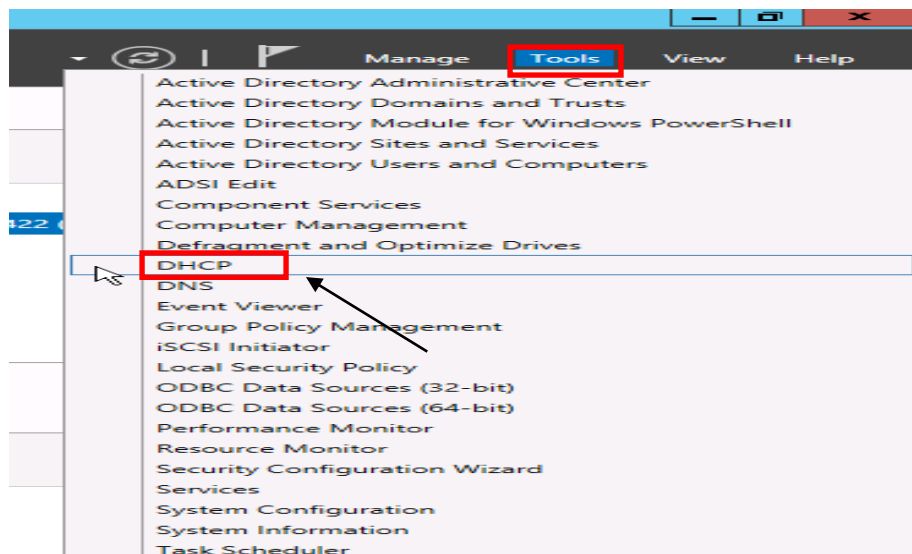 Manage Tools View Help
Active Directory Administrative Center
Active Directory Domains and Trusts
Active Directory Module for Windows PowerShell
Active Directory Sites and Services
Active Directory Users and Computers
ADSI Edit
Component Services
422
Computer Management
Defragment and Optimize Drives
DHCP
DNS
Event Viewer
Group Policy Management
iSCSI Initiator
Local Security Policy
ODBC Data Sources (32-bit)
ODBC Data Sources (64-bit)
Performance Monitor
Resource Monitor
Security Configuration Wizard
Services
System Configuration
System Information
Task Scheduler